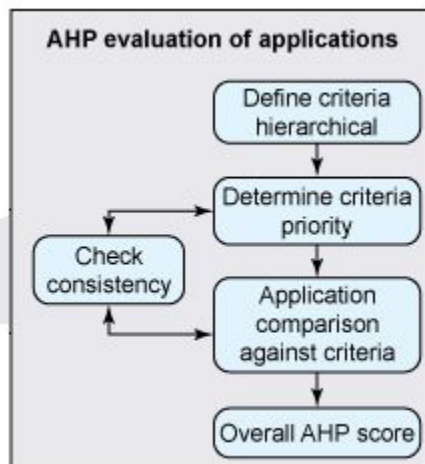 AHP evaluation of applications
Define criteria
hierarchical
Determine criteria
priority
Check
consistency
Application
comparison
against criteria
Overall AHP score